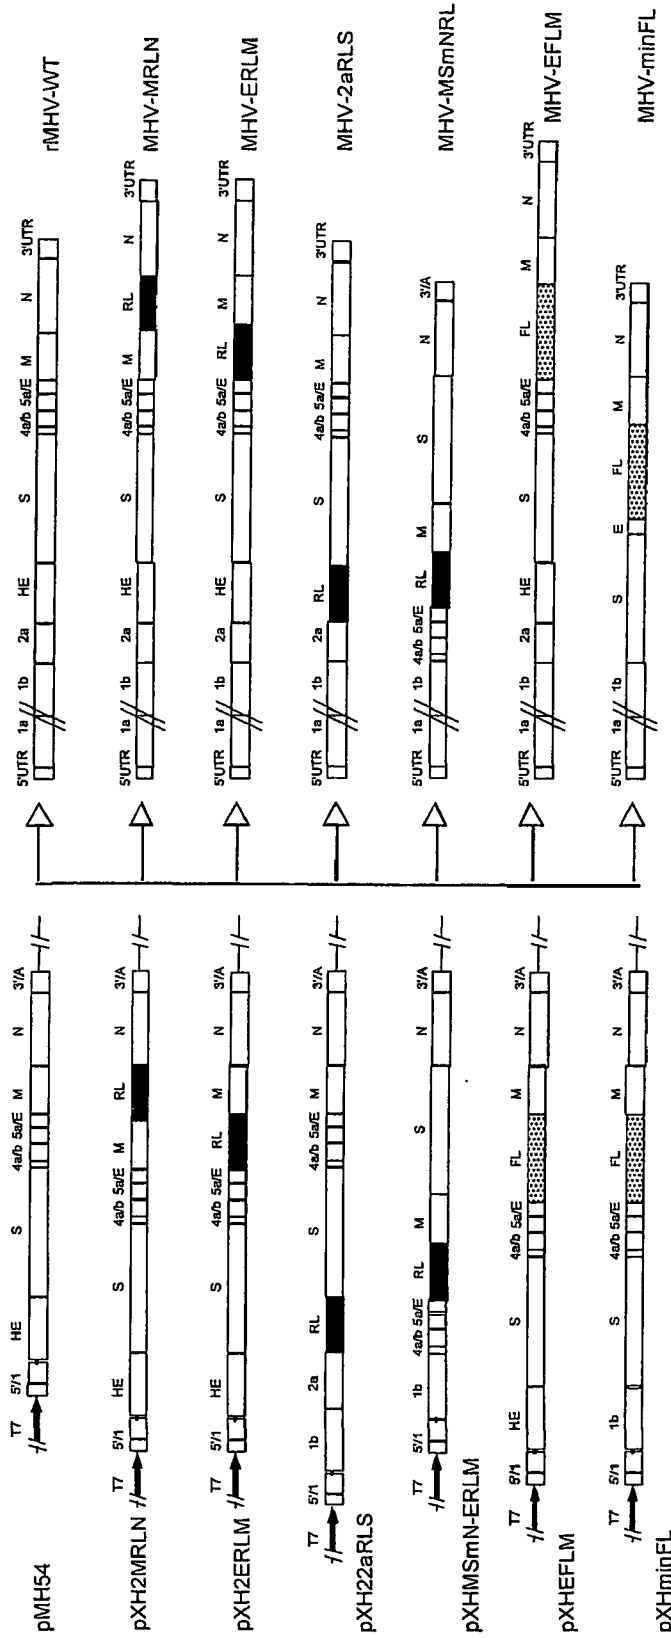 T7 5'/1 HE S 4a/b 5a/E M N 3'/A
pMH54
5'UTR 1a 1b 2a HE S 4a/b 5a/E M N 3'UTR
rMHV-WT
T7 5'/1 HE S 4a/b 5a/E M RL N 3'/A
pXH2MRLN
5'UTR 1a 1b 2a HE S 4a/b 5a/E M RL N 3'UTR
MHV-MRLN
T7 5'/1 HE S 4a/b 5a/E RL M N 3'/A
pXH2ERLM
5'UTR 1a 1b 2a HE S 4a/b 5a/E RL M N 3'UTR
MHV-ERLM
T7 5'/1 1b 2a RL S 4a/b 5a/E M N 3'/A
pXH22aRLS
5'UTR 1a 1b 2a RL S 4a/b 5a/E M N 3'UTR
MHV-2aRLS
T7 5'/1 1b 4a/b 5a/E RL M S N 3'/A
pXHMSmN-ERLM
5'UTR 1a 1b 4a/b 5a/E RL M S N 3'/A
MHV-MSmNRL
T7 5'/1 HE S 4a/b 5a/E FL M N 3'/A
pXHEFLM
5'UTR 1a 1b 2a HE S 4a/b 5a/E FL M N 3'UTR
MHV-EFLM
T7 5'/1 1b S 4a/b 5a/E FL M N 3'/A
pXHminFL
5'UTR 1a 1b S E FL M N 3'UTR
MHV-minFL